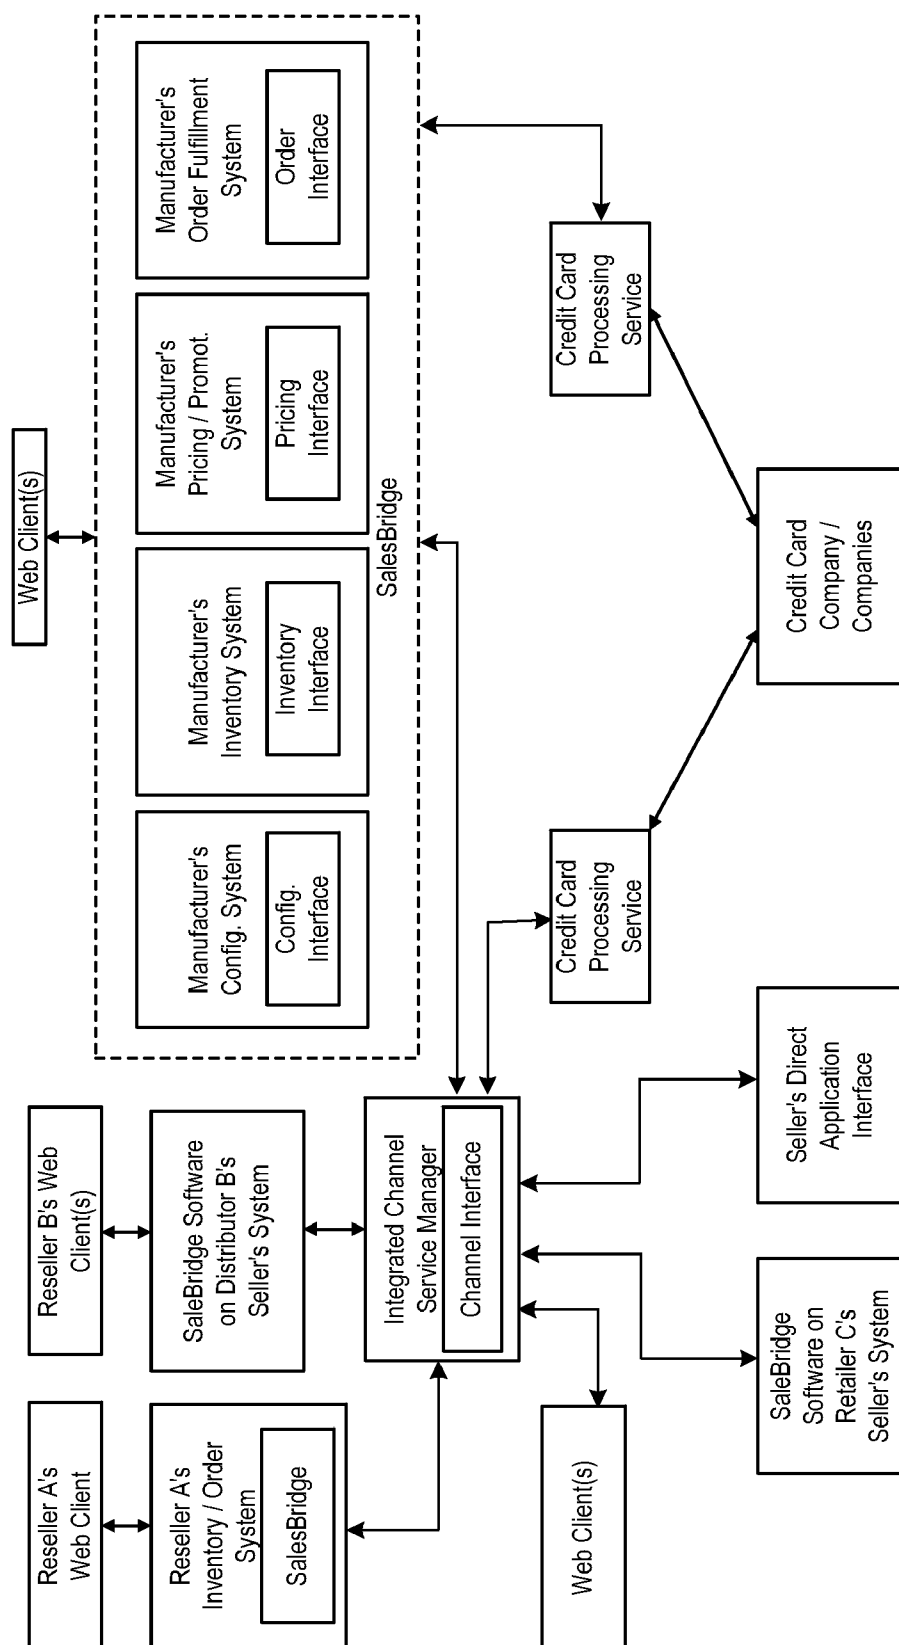 Reseller A's
Web Client
Reseller B's Web
Client(s)
Web Client(s)
Reseller A's
Inventory / Order
System
SalesBridge
SaleBridge Software
on Distributor B's
Seller's System
Manufacturer's
Config. System
Config.
Interface
Manufacturer's
Inventory System
Inventory
Interface
Manufacturer's
Pricing / Promot.
System
Pricing
Interface
Manufacturer's
Order Fulfillment
System
Order
Interface
SalesBridge
Integrated Channel
Service Manager
Channel Interface
Web Client(s)
Credit Card
Processing
Service
Credit Card
Processing
Service
SaleBridge
Software on
Retailer C's
Seller's System
Seller's Direct
Application
Interface
Credit Card
Company /
Companies